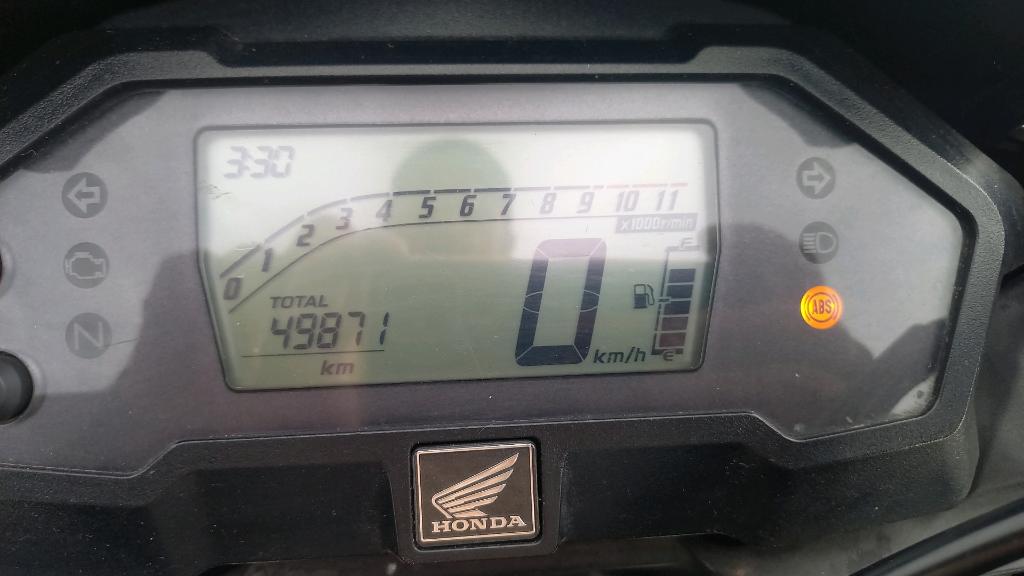 3:30
0 1 2 3 4 5 6 7 8 9 10 11
x1000r/min
F
TOTAL
49871
km
0
km/h
E
N
ABS
HONDA